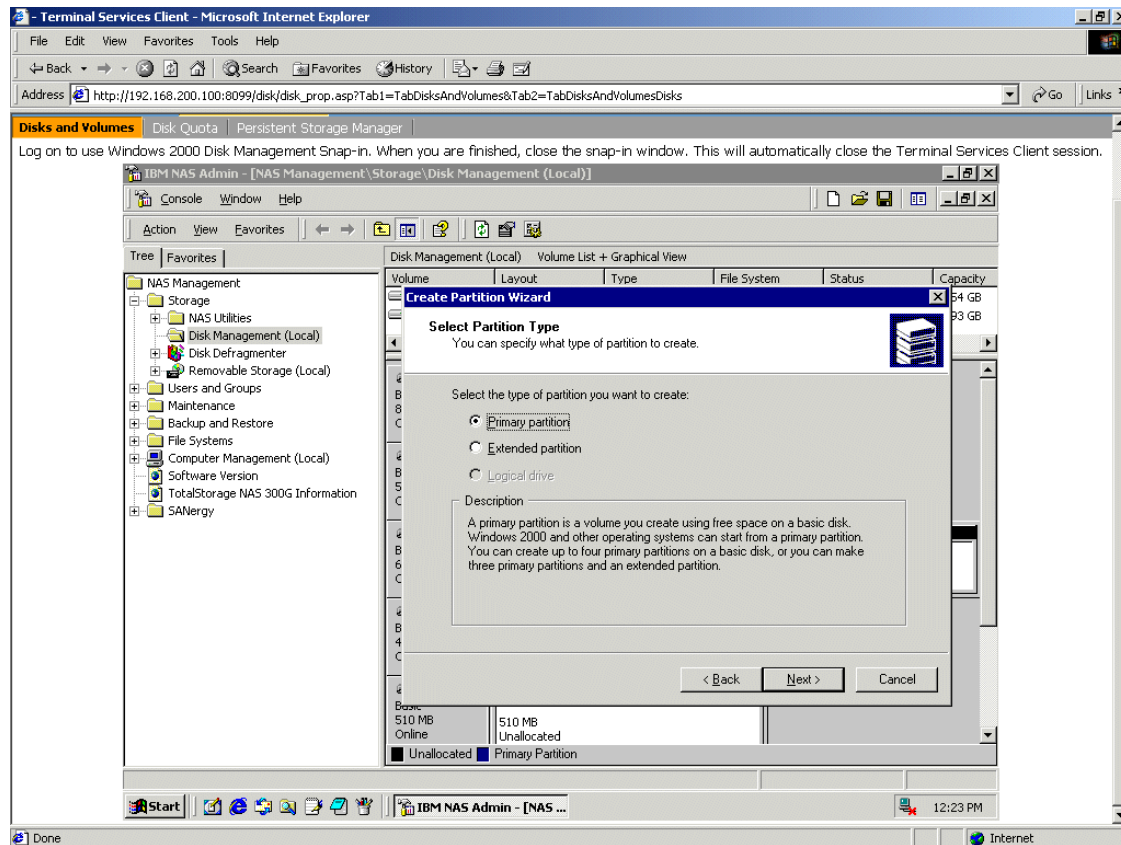 - Terminal Services Client - Microsoft Internet Explorer
File Edit View Favorites Tools Help
Back Search Favorites History
Address http://192.168.200.100:8099/disk/disk_prop.asp?Tab1=TabDisksAndVolumes&Tab2=TabDisksAndVolumesDisks Go Links
Disks and Volumes Disk Quota Persistent Storage Manager
Log on to use Windows 2000 Disk Management Snap-in. When you are finished, close the snap-in window. This will automatically close the Terminal Services Client session.
IBM NAS Admin - [NAS Management\Storage\Disk Management (Local)]
Console Window Help
Action View Favorites
Tree Favorites
NAS Management
Storage
NAS Utilities
Disk Management (Local)
Disk Defragmenter
Removable Storage (Local)
Users and Groups
Maintenance
Backup and Restore
File Systems
Computer Management (Local)
Software Version
TotalStorage NAS 300G Information
SANergy
Disk Management (Local) Volume List + Graphical View
Volume Layout Type File System Status Capacity
54 GB
93 GB
Create Partition Wizard
Select Partition Type
You can specify what type of partition to create.
Select the type of partition you want to create:
Primary partition
Extended partition
Logical drive
Description
A primary partition is a volume you create using free space on a basic disk.
Windows 2000 and other operating systems can start from a primary partition.
You can create up to four primary partitions on a basic disk, or you can make
three primary partitions and an extended partition.
< Back Next > Cancel
Basic
510 MB
Online
510 MB
Unallocated
Unallocated Primary Partition
Start IBM NAS Admin - [NAS ... 12:23 PM
Done Internet